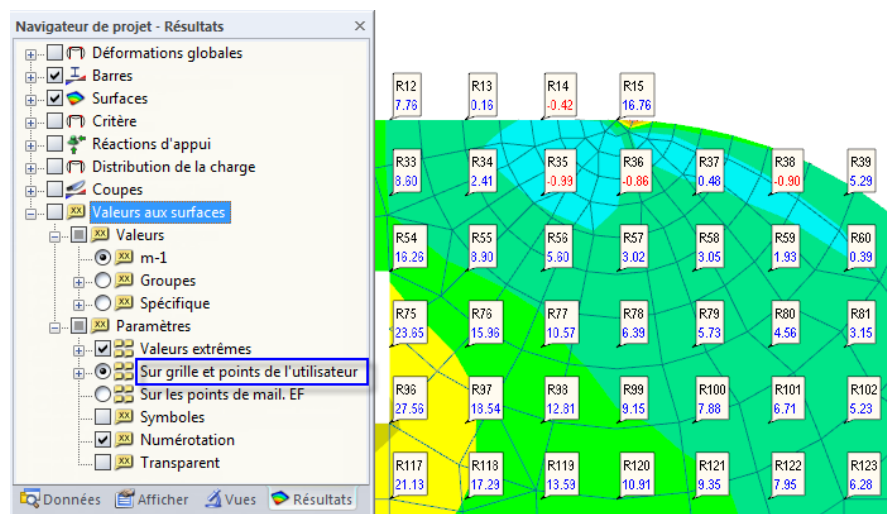 Navigateur de projet - Résultats
Déformations globales
Barres
Surfaces
Critère
Réactions d'appui
Distribution de la charge
Coupes
Valeurs aux surfaces
Valeurs
m-1
Groupes
Spécifique
Paramètres
Valeurs extrêmes
Sur grille et points de l'utilisateur
Sur les points de mail. EF
Symboles
Numérotation
Transparent
Données Afficher Vues Résultats
R12 R13 R14 R15
7.76 0.16 -0.42 16.76
R33 R34 R35 R36 R37 R38 R39
8.60 2.41 -0.99 -0.86 0.48 -0.90 5.29
R54 R55 R56 R57 R58 R59 R60
16.26 8.90 5.60 3.02 3.05 1.93 0.39
R75 R76 R77 R78 R79 R80 R81
23.65 15.96 10.57 6.39 5.73 4.56 3.15
R96 R97 R98 R99 R100 R101 R102
27.56 18.54 12.81 9.15 7.88 6.71 5.23
R117 R118 R119 R120 R121 R122 R123
21.13 17.29 13.59 10.91 9.35 7.95 6.28